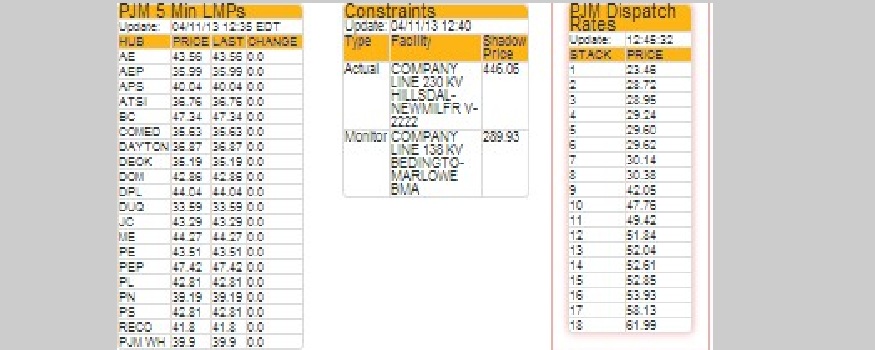 PJM 5 Min LMPs
Update: 04/11/13 12:35 EDT
HUB PRICE LAST CHANGE
AE 43.56 43.56 0.0
AEP 35.99 35.99 0.0
APS 40.04 40.04 0.0
ATSI 36.76 36.76 0.0
BC 47.34 47.34 0.0
COMED 35.63 35.63 0.0
DAYTON 36.87 36.87 0.0
DEOK 35.19 35.19 0.0
DOM 42.86 42.86 0.0
DPL 44.04 44.04 0.0
DUQ 33.59 33.59 0.0
JC 43.29 43.29 0.0
ME 44.27 44.27 0.0
PE 43.51 43.51 0.0
PEP 47.42 47.42 0.0
PL 42.81 42.81 0.0
PN 39.19 39.19 0.0
PS 42.81 42.81 0.0
RECO 41.8 41.8 0.0
PJM WH 39.9 39.9 0.0
Constraints
Update: 04/11/13 12:40
Type Facility Shadow
Price
Actual COMPANY 446.06
LINE 230 KV
HILLSDAL-
NEWMILFR V-
2222
Monitor COMPANY 289.93
LINE 138 KV
BEDINGTO-
MARLOWE
BMA
PJM Dispatch
Rates
Update: 12:45:32
STACK PRICE
1 23.46
2 28.72
3 28.95
4 29.24
5 29.60
6 29.62
7 30.14
8 30.38
9 42.05
10 47.75
11 49.42
12 51.84
13 52.04
14 52.61
15 52.85
16 53.93
17 58.13
18 61.99